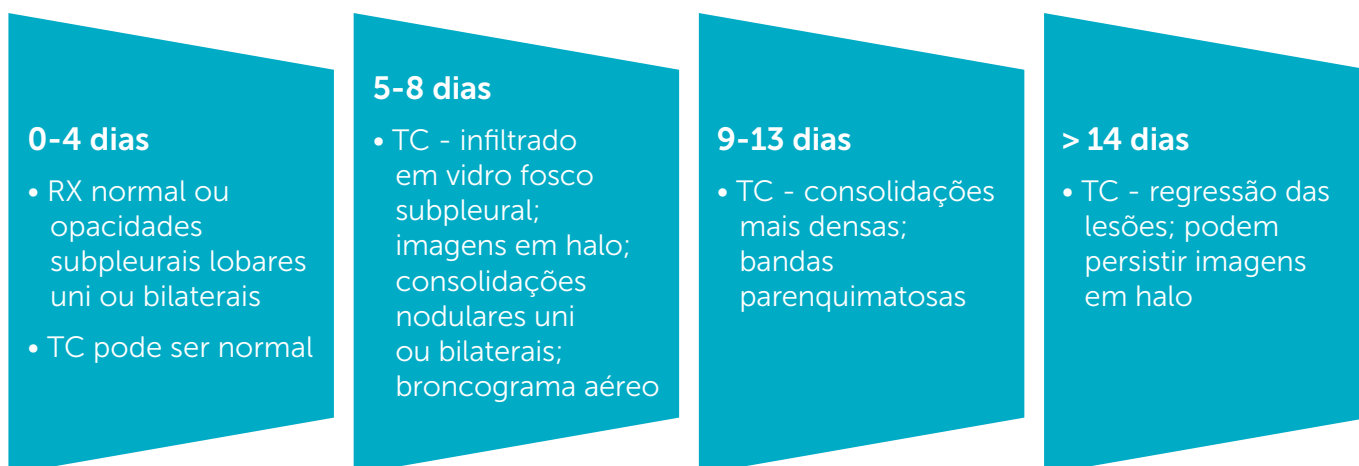 0-4 dias
• RX normal ou
opacidades
subpleurais lobares
uni ou bilaterais
• TC pode ser normal
5-8 dias
• TC - infiltrado
em vidro fosco
subpleural;
imagens em halo;
consolidações
nodulares uni
ou bilaterais;
broncograma aéreo
9-13 dias
• TC - consolidações
mais densas;
bandas
parenquimatosas
> 14 dias
• TC - regressão das
lesões; podem
persistir imagens
em halo